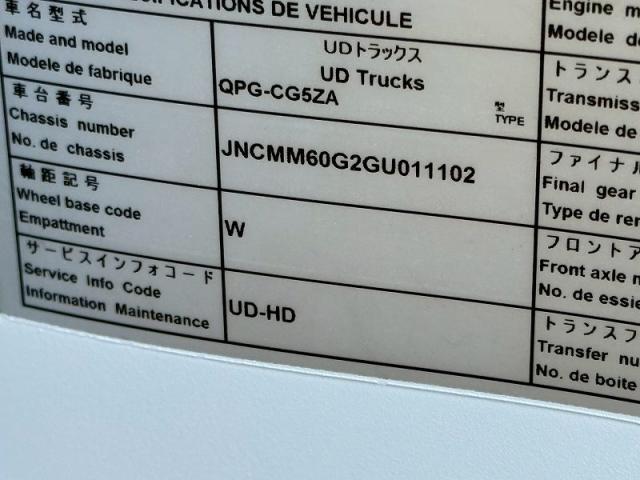 CIFICATIONS DE VEHICULE
車名型式
Made and model
Modele de fabrique
UDトラックス
UD Trucks
QPG-CG5ZA
型
TYPE
車台番号
Chassis number
No. de chassis
JNCMM60G2GU011102
軸距記号
Wheel base code
Empattment
W
サービスインフォコード
Service Info Code
Information Maintenance
UD-HD
Engine m
Modele de
トランス
Transmiss
Modele de
ファイナル
Final gear
Type de rer
フロントア
Front axle n
No. de essie
トランスフ
Transfer nu
No. de boite